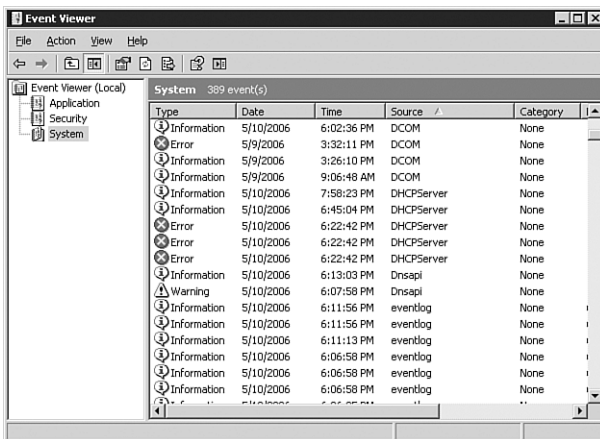 Event Viewer
File Action View Help
Event Viewer (Local)
Application
Security
System
System 389 event(s)
Type Date Time Source Category
Information 5/10/2006 6:02:36 PM DCOM None
Error 5/9/2006 3:32:11 PM DCOM None
Information 5/9/2006 3:26:10 PM DCOM None
Information 5/9/2006 9:06:48 AM DCOM None
Information 5/10/2006 7:58:23 PM DHCPServer None
Information 5/10/2006 6:45:04 PM DHCPServer None
Error 5/10/2006 6:22:42 PM DHCPServer None
Error 5/10/2006 6:22:42 PM DHCPServer None
Error 5/10/2006 6:22:42 PM DHCPServer None
Information 5/10/2006 6:13:03 PM Dnsapi None
Warning 5/10/2006 6:07:58 PM Dnsapi None
Information 5/10/2006 6:11:56 PM eventlog None
Information 5/10/2006 6:11:56 PM eventlog None
Information 5/10/2006 6:11:13 PM eventlog None
Information 5/10/2006 6:06:58 PM eventlog None
Information 5/10/2006 6:06:58 PM eventlog None
Information 5/10/2006 6:06:58 PM eventlog None